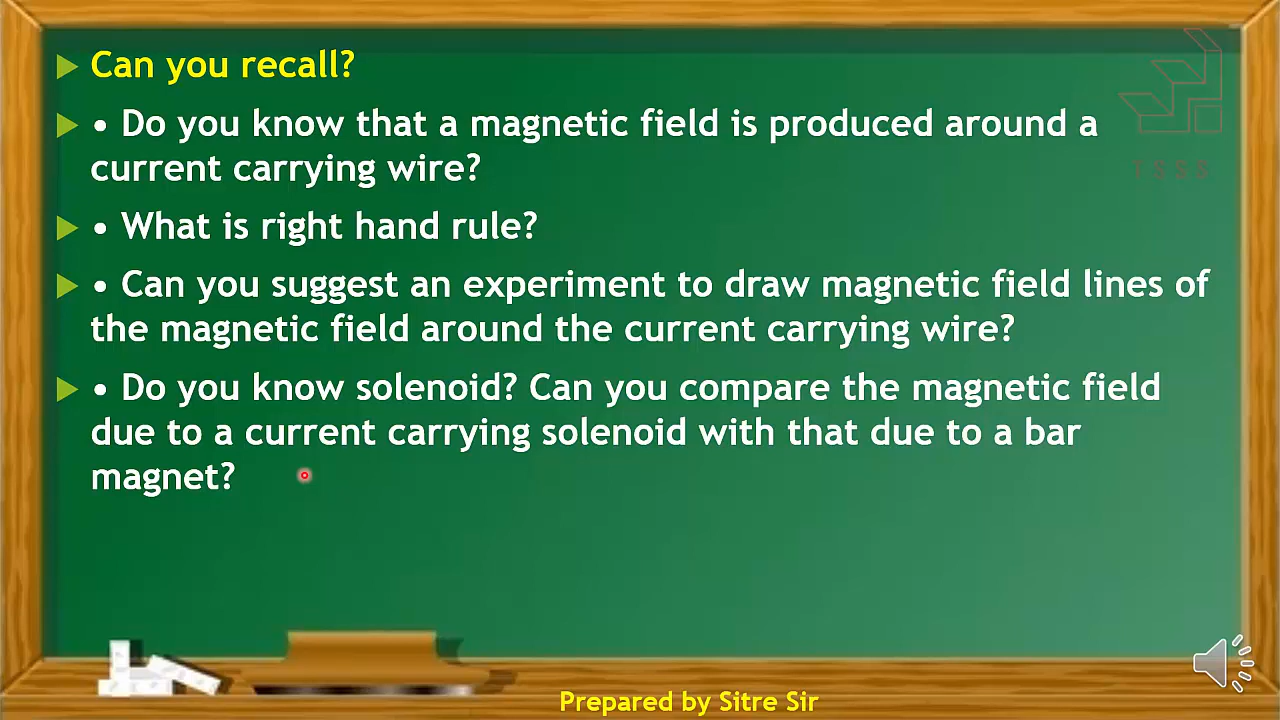 Can you recall?
• Do you know that a magnetic field is produced around a
current carrying wire?
• What is right hand rule?
• Can you suggest an experiment to draw magnetic field lines of
the magnetic field around the current carrying wire?
• Do you know solenoid? Can you compare the magnetic field
due to a current carrying solenoid with that due to a bar
magnet?
TSSS
Prepared by Sitre Sir